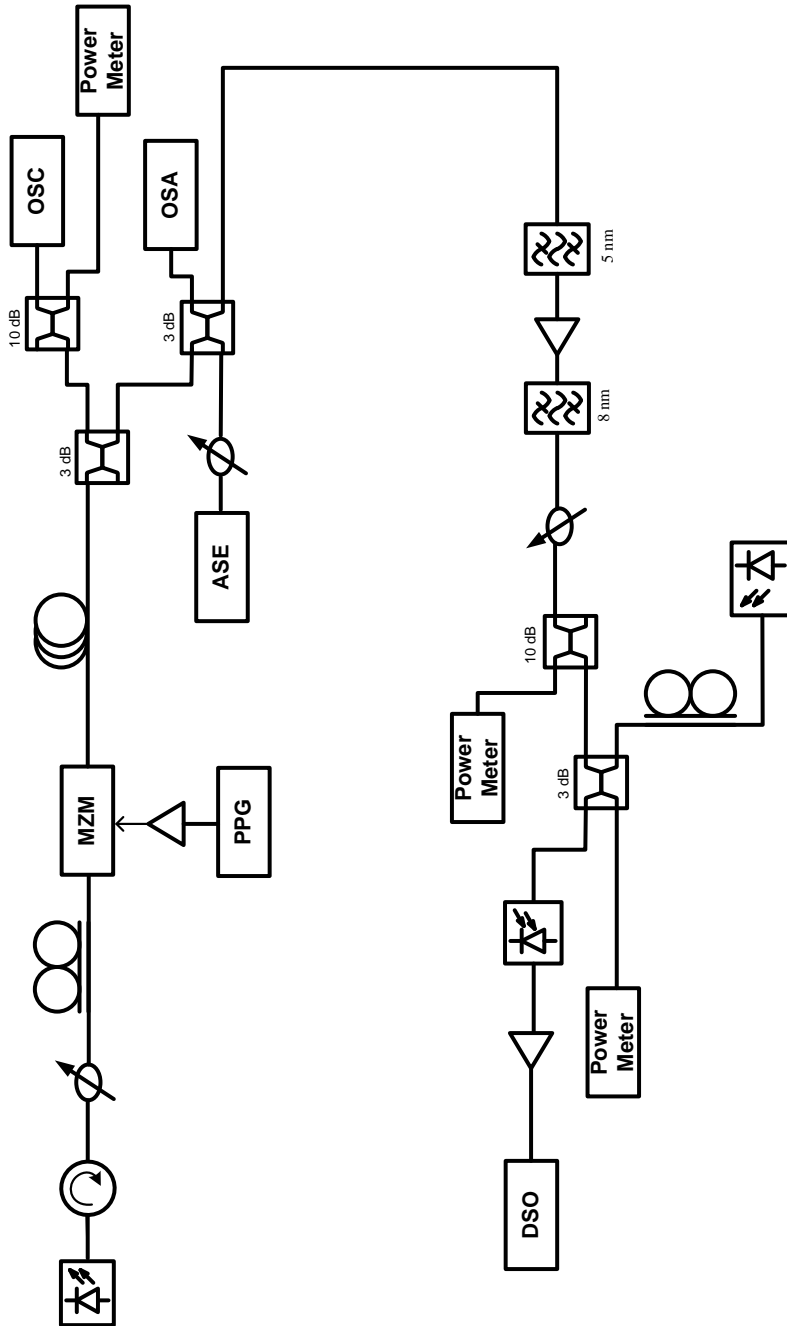 MZM
PPG
3 dB
10 dB
OSC
Power
Meter
ASE
3 dB
OSA
5 nm
8 nm
10 dB
Power
Meter
3 dB
Power
Meter
DSO